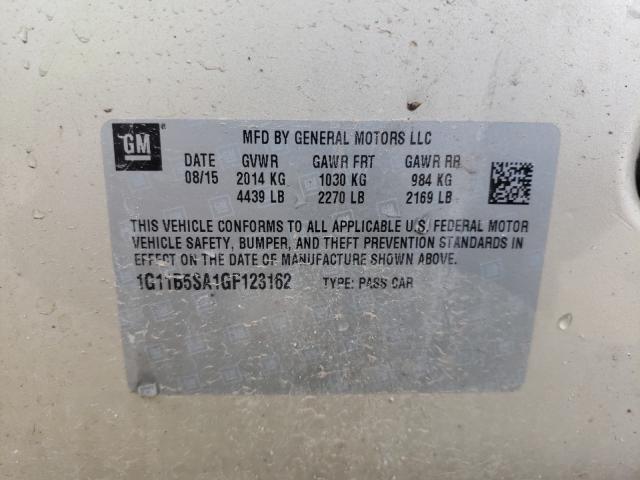 GM ® MFD BY GENERAL MOTORS LLC
DATE GVWR GAWR FRT GAWR RR
08/15 2014 KG 1030 KG 984 KG
4439 LB 2270 LB 2169 LB
THIS VEHICLE CONFORMS TO ALL APPLICABLE U.S. FEDERAL MOTOR
VEHICLE SAFETY, BUMPER, AND THEFT PREVENTION STANDARDS IN
EFFECT ON THE DATE OF MANUFACTURE SHOWN ABOVE.
1G11B5SA1GF123162 TYPE: PASS CAR